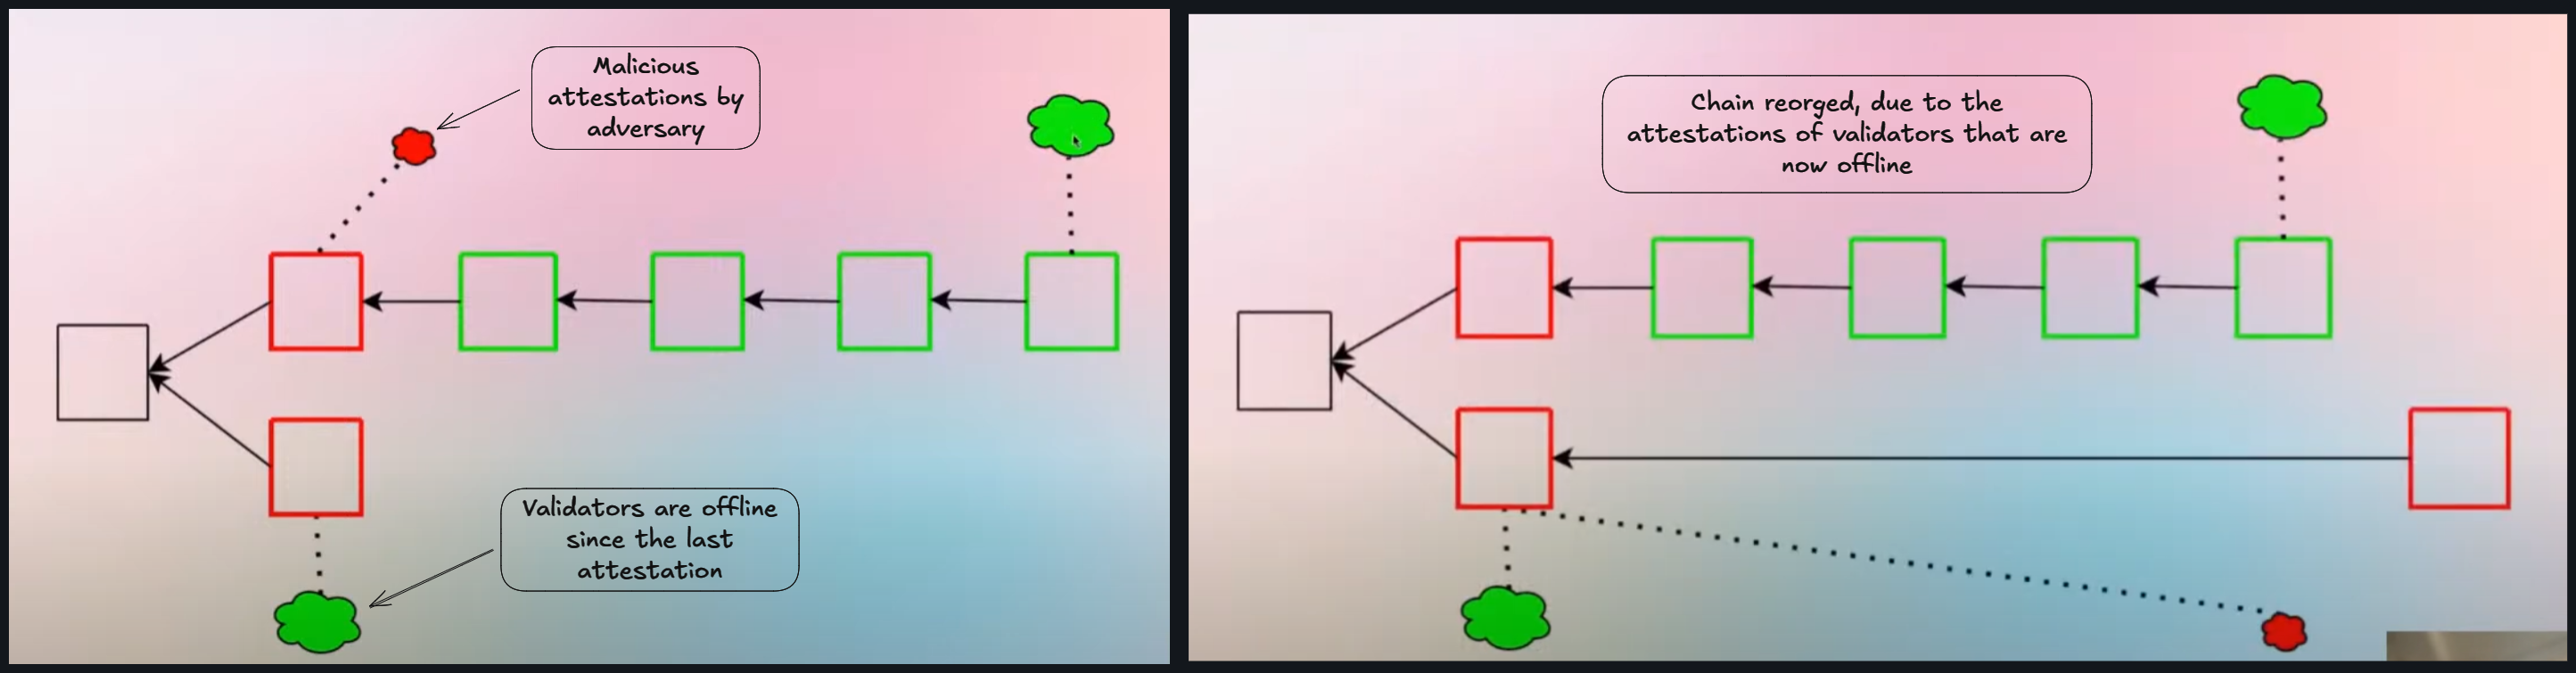 Malicious
attestations by
adversary
Validators are offline
since the last
attestation
Chain reorged, due to the
attestations of validators that are
now offline